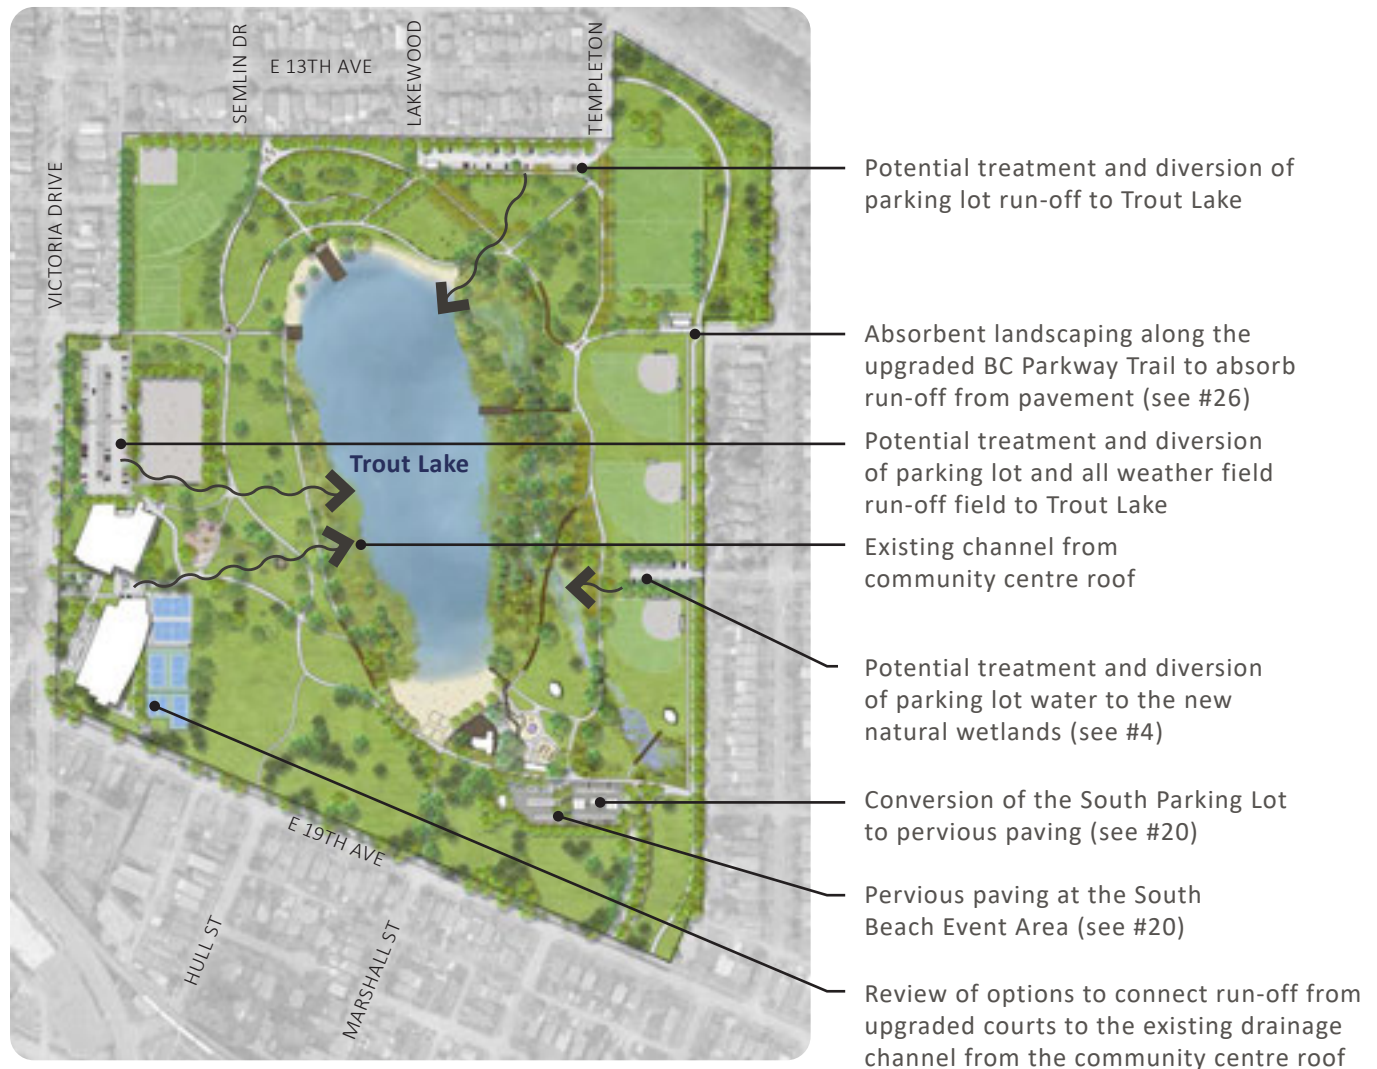 SEMLIN DR
E 13TH AVE
LAKEWOOD
TEMPLETON
VICTORIA DRIVE
Trout Lake
E 19TH AVE
HULL ST
MARSHALL ST
Potential treatment and diversion of
parking lot run-off to Trout Lake
Absorbent landscaping along the
upgraded BC Parkway Trail to absorb
run-off from pavement (see #26)
Potential treatment and diversion
of parking lot and all weather field
run-off field to Trout Lake
Existing channel from
community centre roof
Potential treatment and diversion
of parking lot water to the new
natural wetlands (see #4)
Conversion of the South Parking Lot
to pervious paving (see #20)
Pervious paving at the South
Beach Event Area (see #20)
Review of options to connect run-off from
upgraded courts to the existing drainage
channel from the community centre roof